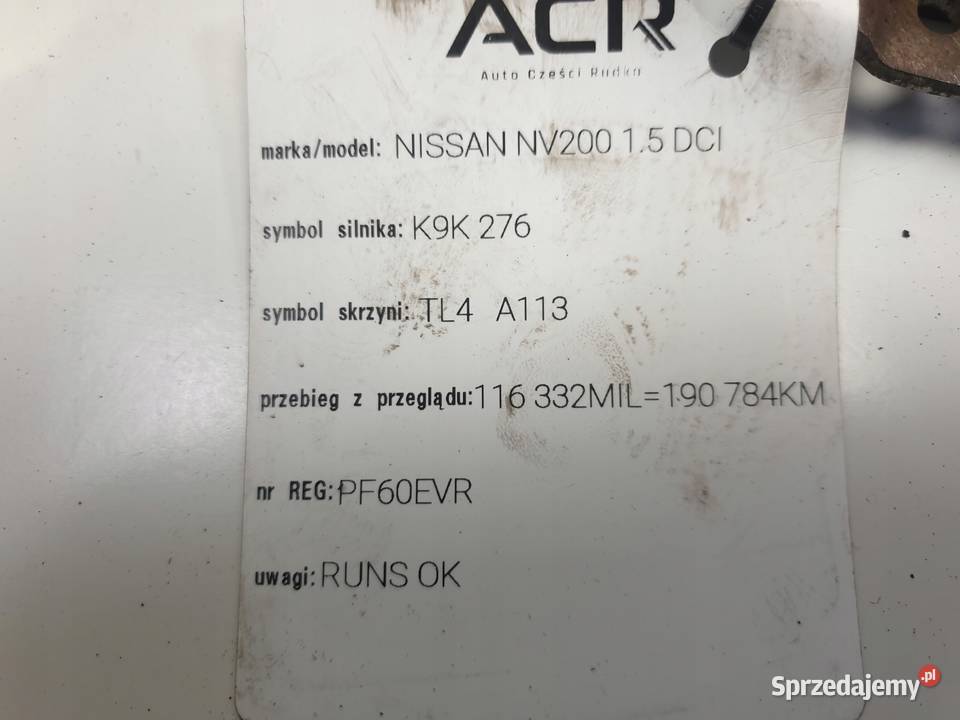 ACR
Auto Części Rudka
marka/model: NISSAN NV200 1.5 DCI
symbol silnika: K9K 276
symbol skrzyni: TL4 A113
przebieg z przeglądu:116 332MIL=190 784KM
nr REG:PF60EVR
uwagi:RUNS OK
Sprzedajemy.pl